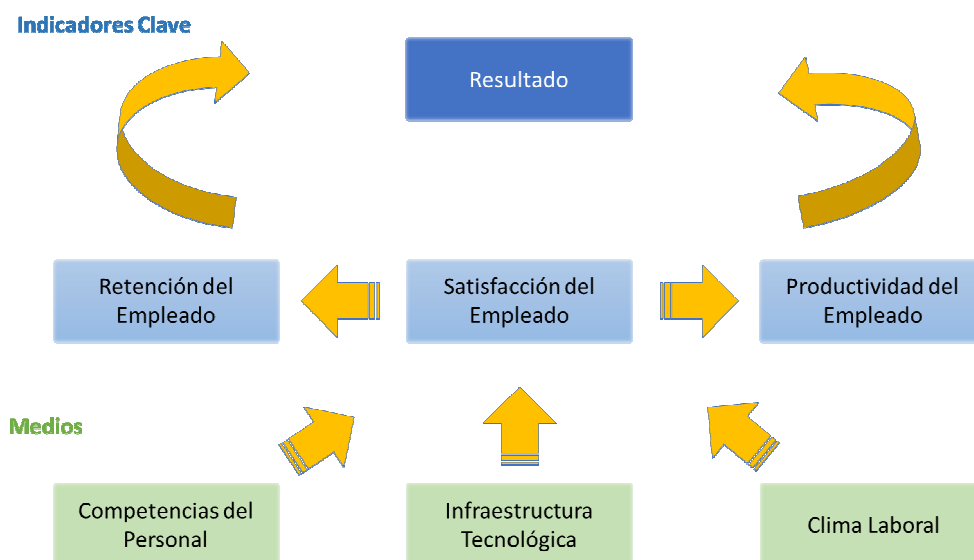 Indicadores Clave
Resultado
Retención del
Empleado
Satisfacción del
Empleado
Productividad del
Empleado
Medios
Competencias del
Personal
Infraestructura
Tecnológica
Clima Laboral